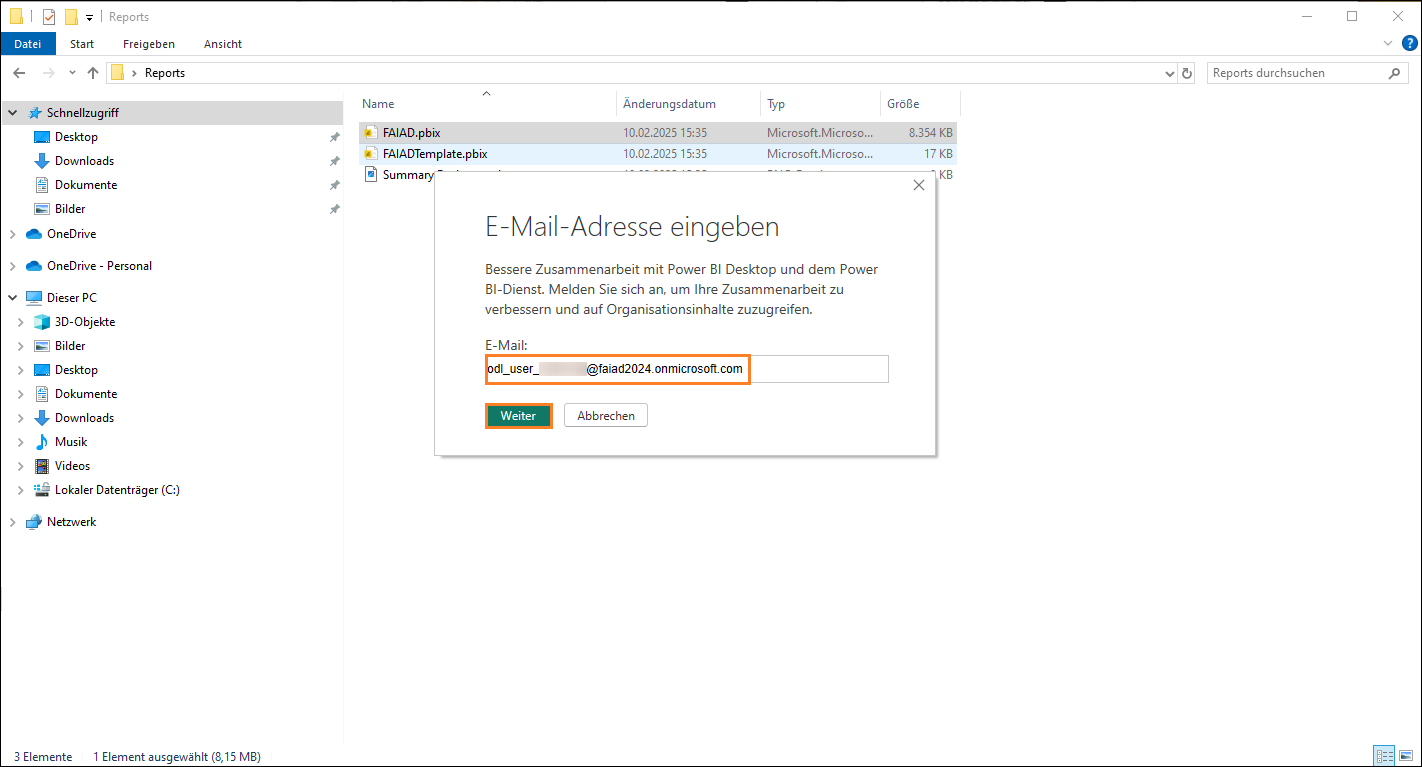 Reports
Datei Start Freigeben Ansicht
Reports Reports durchsuchen
Name Änderungsdatum Typ Größe
FAIAD.pbix 10.02.2025 15:35 Microsoft.Microso... 8.354 KB
FAIADTemplate.pbix 10.02.2025 15:35 Microsoft.Microso... 17 KB
Summary KB
Schnellzugriff
Desktop
Downloads
Dokumente
Bilder
OneDrive
OneDrive - Personal
Dieser PC
3D-Objekte
Bilder
Desktop
Dokumente
Downloads
Musik
Videos
Lokaler Datenträger (C:)
Netzwerk
E-Mail-Adresse eingeben
Bessere Zusammenarbeit mit Power BI Desktop und dem Power
BI-Dienst. Melden Sie sich an, um Ihre Zusammenarbeit zu
verbessern und auf Organisationsinhalte zuzugreifen.
E-Mail:
odl_user_ @faiad2024.onmicrosoft.com
Weiter Abbrechen
3 Elemente 1 Element ausgewählt (8,15 MB)